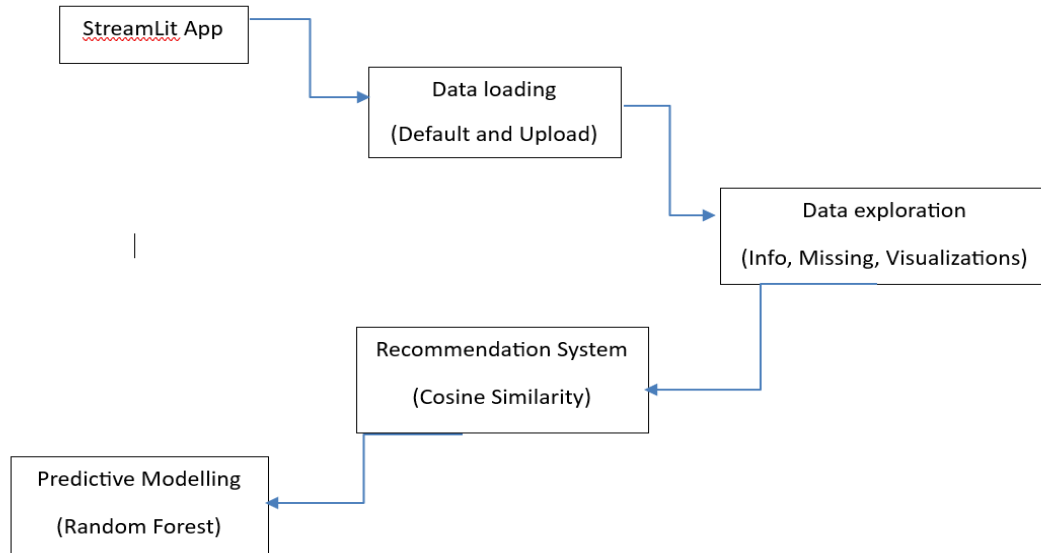 StreamLit App
Data loading
(Default and Upload)
Data exploration
(Info, Missing, Visualizations)
Recommendation System
(Cosine Similarity)
Predictive Modelling
(Random Forest)